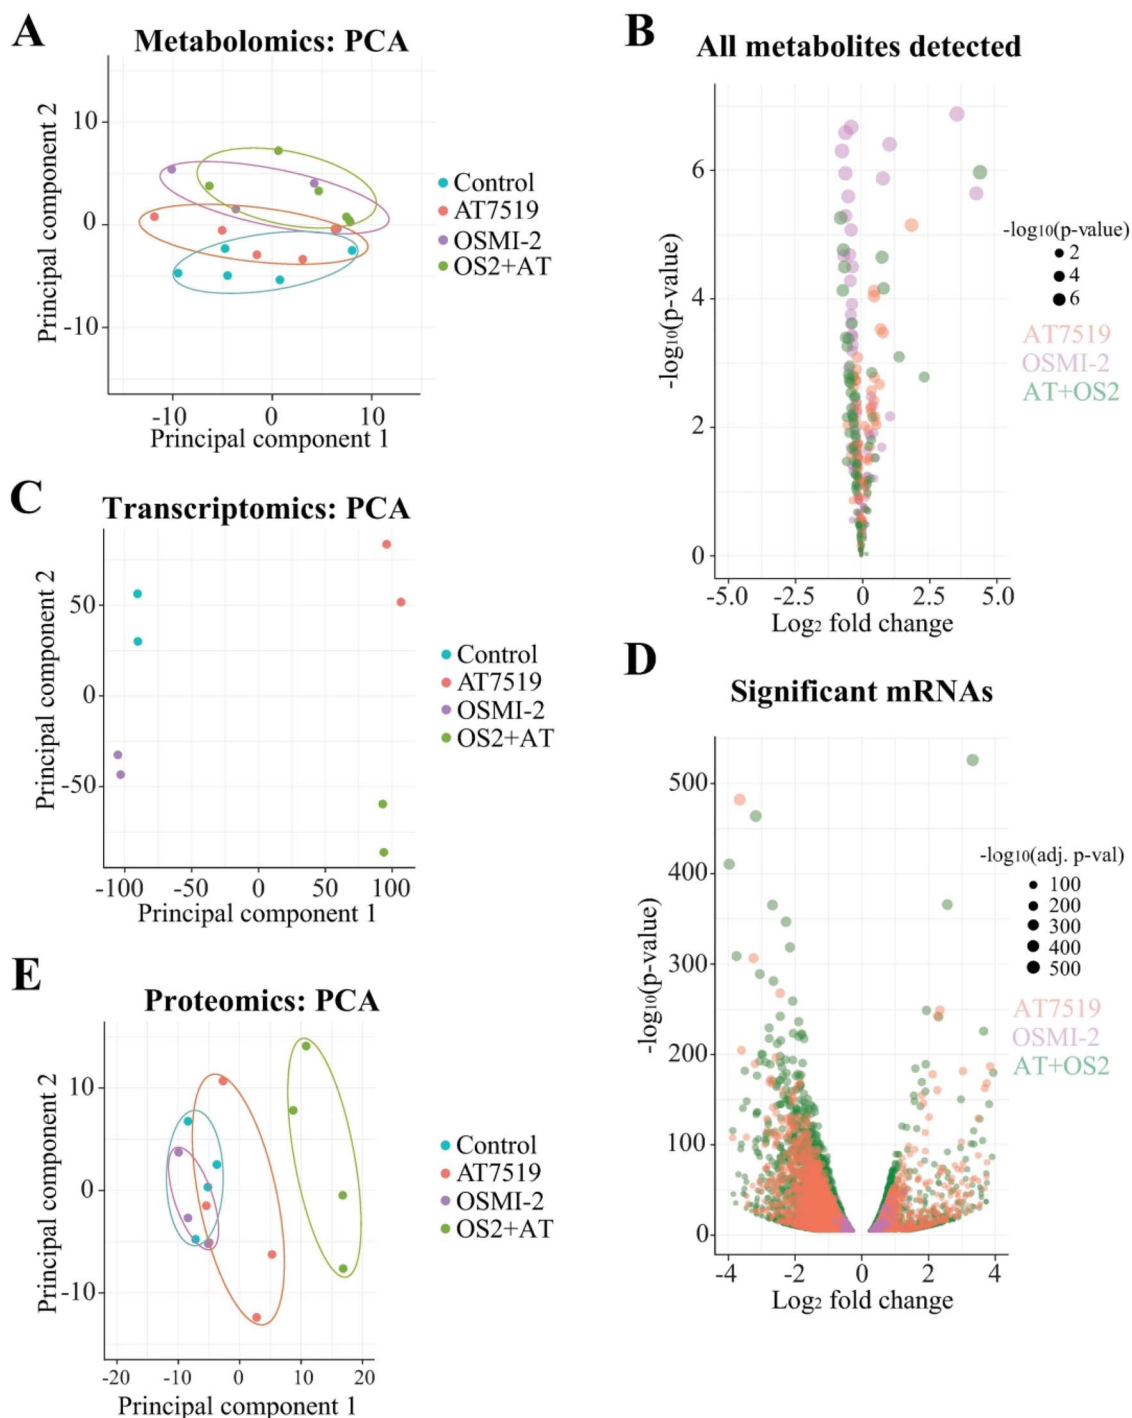 A
Metabolomics: PCA
Principal component 2
10
0
-10
-10
0
10
Principal component 1
Control
AT7519
OSMI-2
OS2+AT
B
All metabolites detected
-log10(p-value)
6
4
2
0
-5.0
-2.5
0
2.5
5.0
Log2 fold change
-log10(p-value)
2
4
6
AT7519
OSMI-2
AT+OS2
C
Transcriptomics: PCA
Principal component 2
50
0
-50
-100
-50
0
50
100
Principal component 1
Control
AT7519
OSMI-2
OS2+AT
D
Significant mRNAs
-log10(p-value)
500
400
300
200
100
0
-4
-2
0
2
4
Log2 fold change
-log10(adj. p-val)
100
200
300
400
500
AT7519
OSMI-2
AT+OS2
E
Proteomics: PCA
Principal component 2
10
0
-10
-20
-10
0
10
20
Principal component 1
Control
AT7519
OSMI-2
OS2+AT